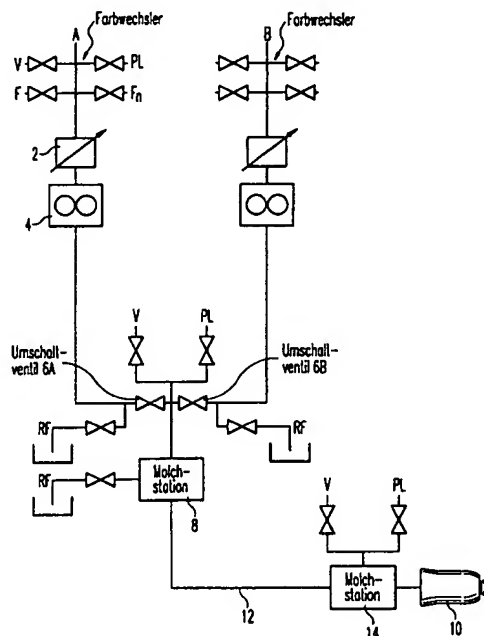 Farbwechsler
Farbwechsler
A
B
V
PL
F
Fn
2
4
V
PL
Umschalt-
ventil 6A
Umschalt-
ventil 6B
RF
RF
RF
Molch-
station
8
V
PL
12
Molch-
station
14
10